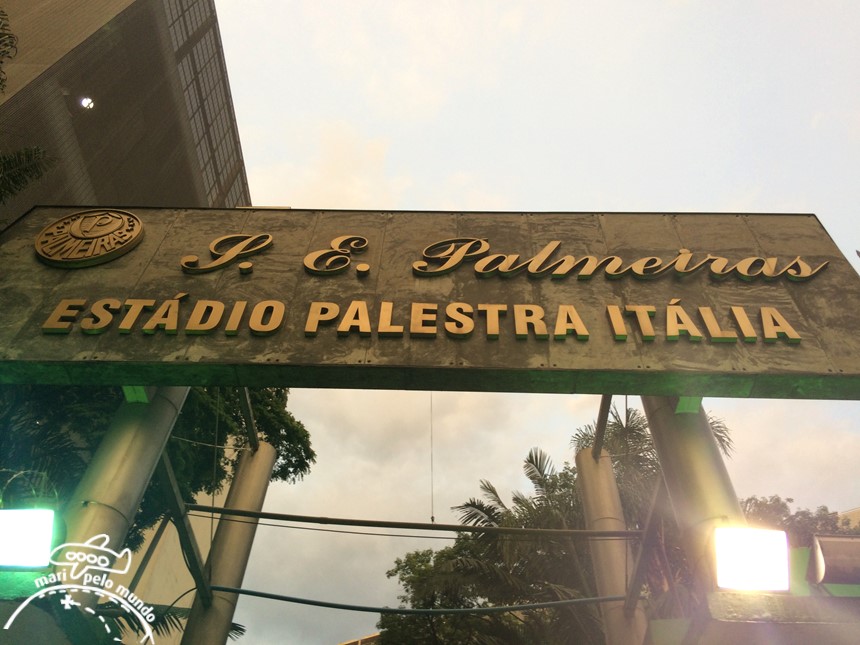 P
PALMEIRAS
S. E. Palmeiras
ESTÁDIO PALESTRA ITÁLIA
mari pelo mundo